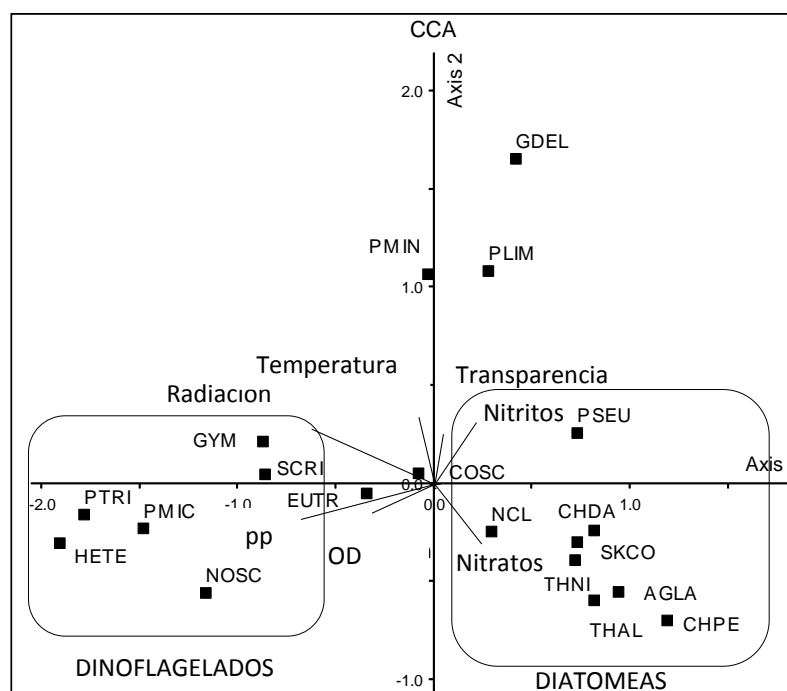 CCA
Axis 2
2.0
GDEL
PMIN
PLIM
1.0
Temperatura
Transparencia
Radiacion
Nitritos
PSEU
GYM
SCRI
COSC
Axis
-2.0
-1.0
0.0
1.0
PTRI
PMIC
EUTR
NCL
CHDA
HETE
pp
OD
Nitratos
SKCO
NOSC
THNI
AGLA
THAL
CHPE
DINOFLAGELADOS
DIATOMEAS
-1.0